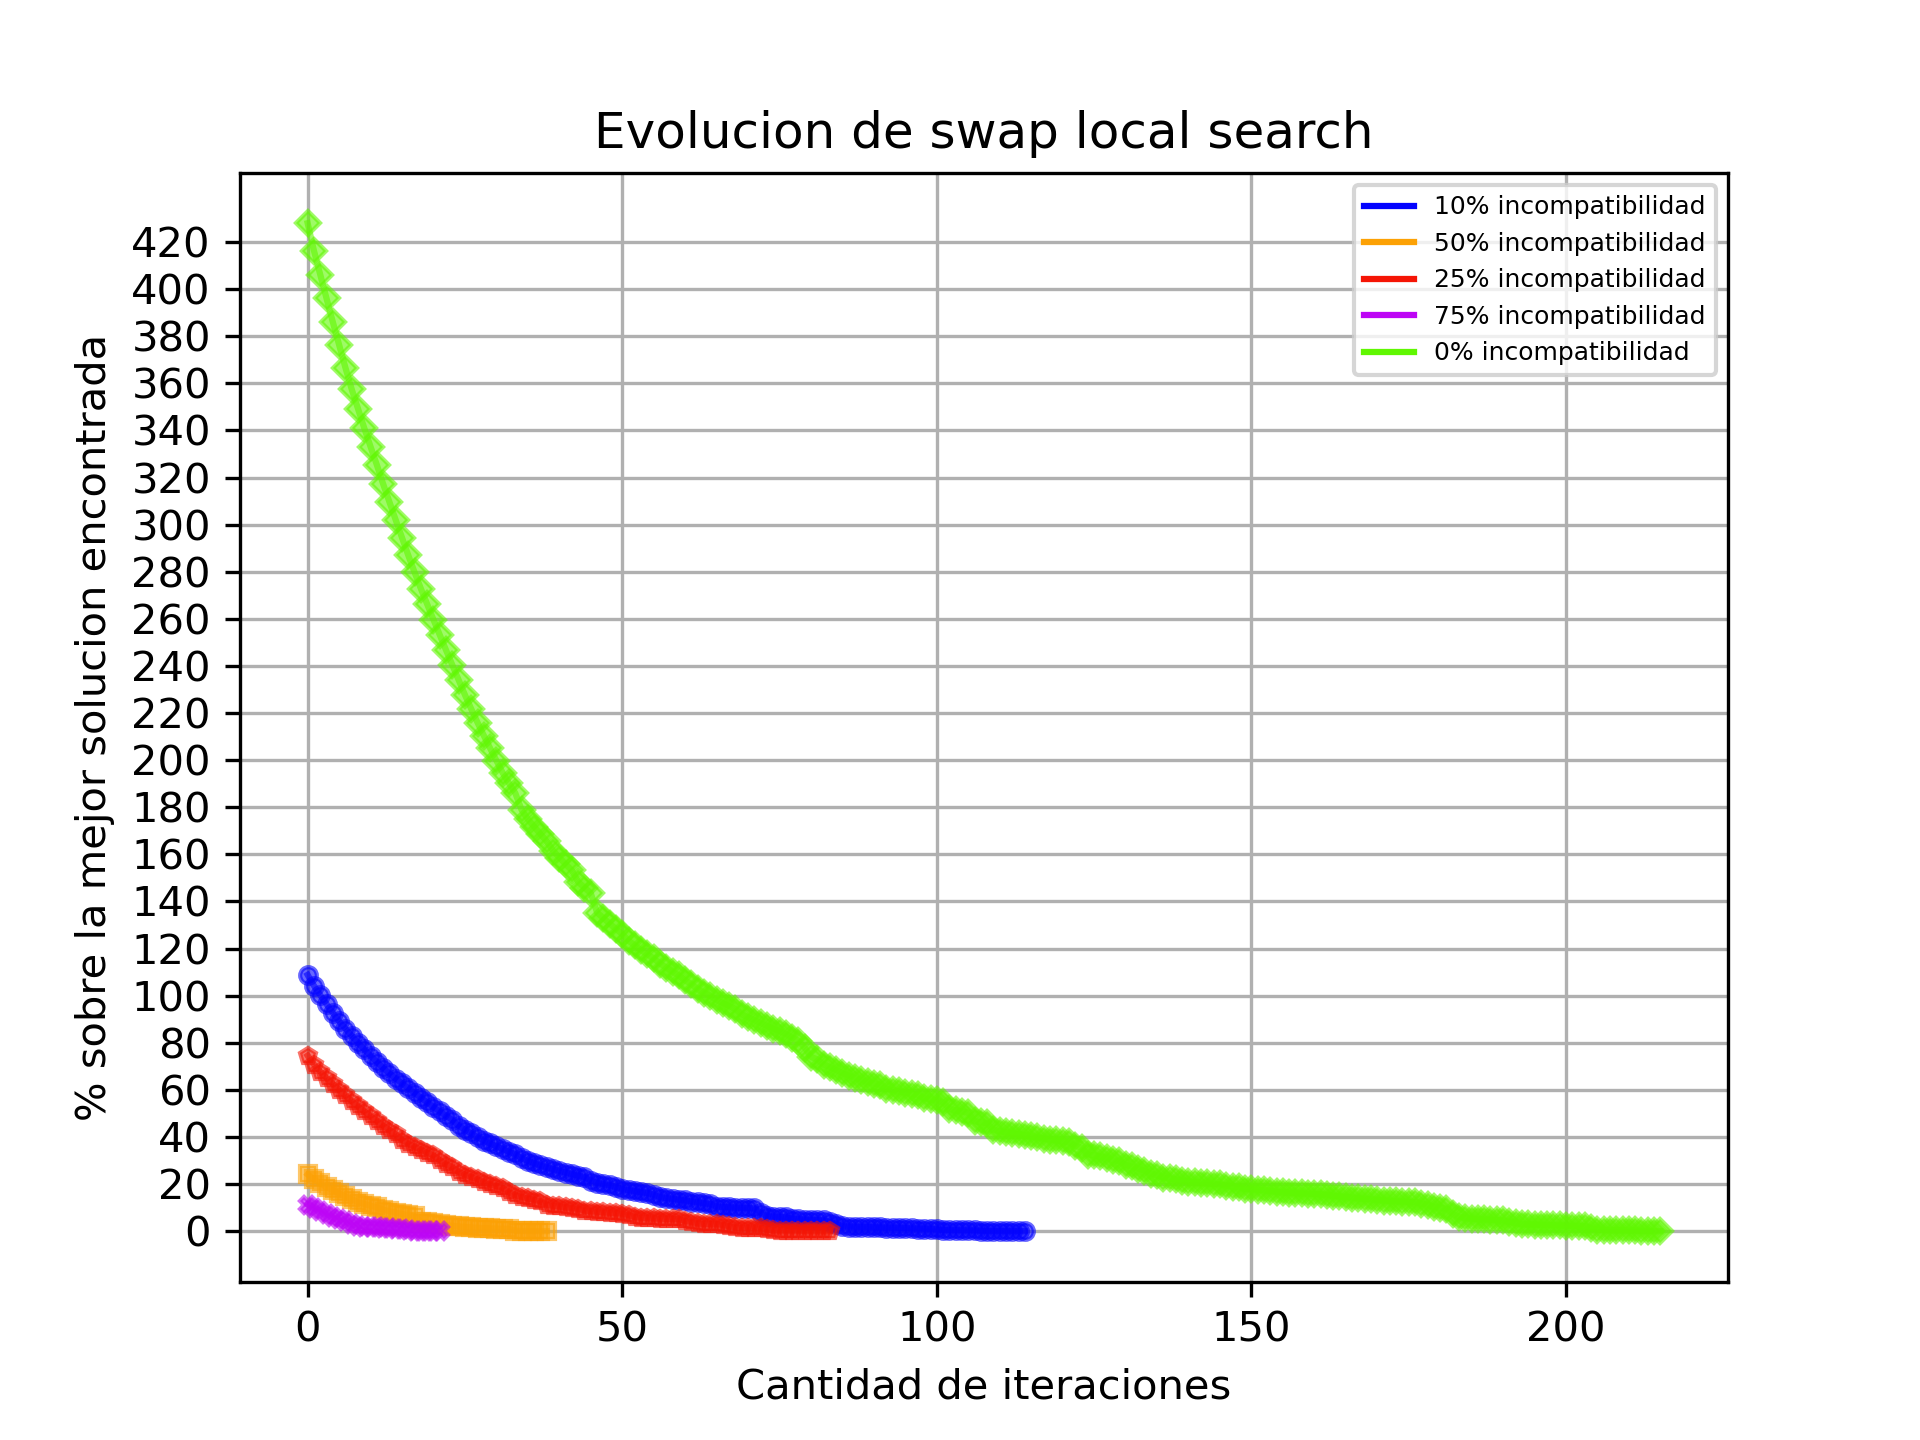 Evolucion de swap local search
10% incompatibilidad
50% incompatibilidad
25% incompatibilidad
75% incompatibilidad
0% incompatibilidad
% sobre la mejor solucion encontrada
420
400
380
360
340
320
300
280
260
240
220
200
180
160
140
120
100
80
60
40
20
0
0 50 100 150 200
Cantidad de iteraciones